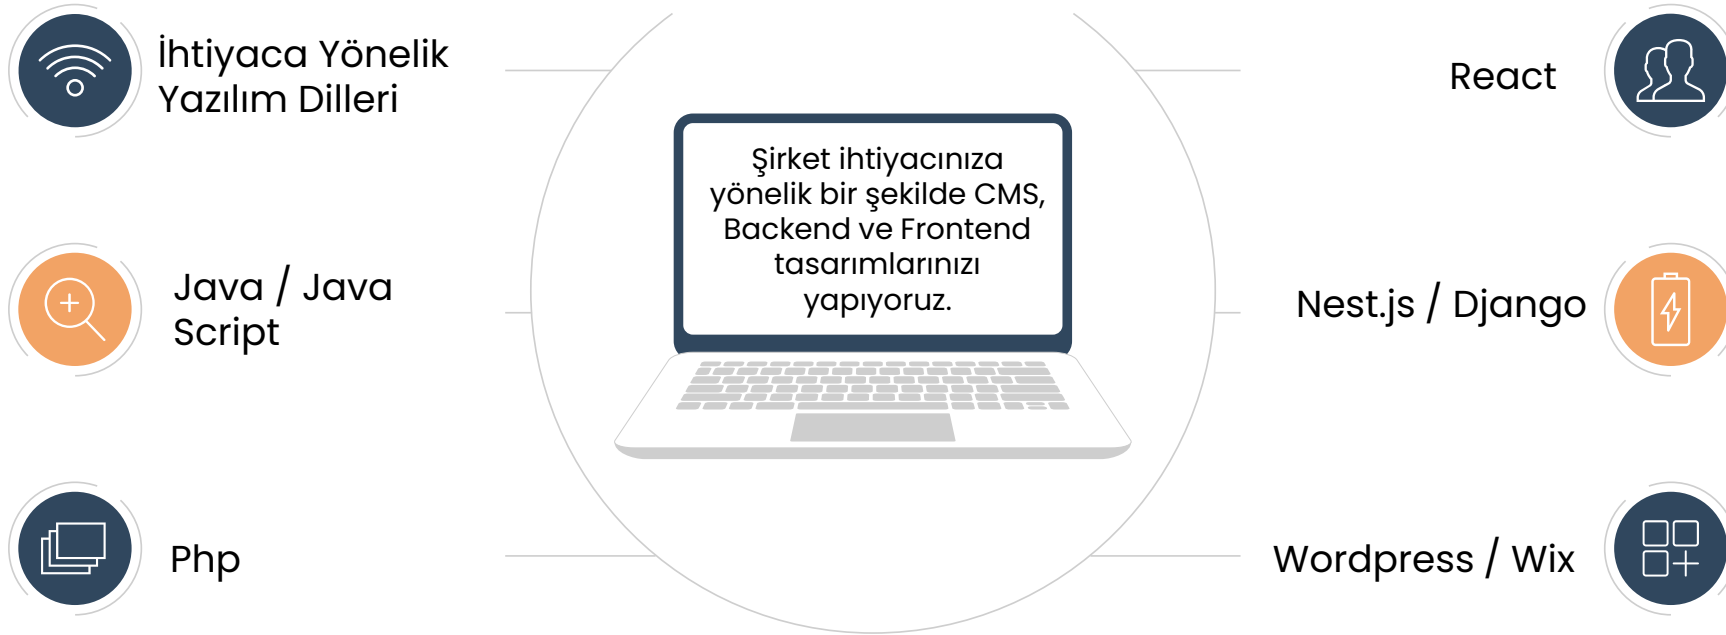 İhtiyaca Yönelik
Yazılım Dilleri
Java / Java
Script
Php
Şirket ihtiyacınıza
yönelik bir şekilde CMS,
Backend ve Frontend
tasarımlarınızı
yapıyoruz.
React
Nest.js / Django
Wordpress / Wix